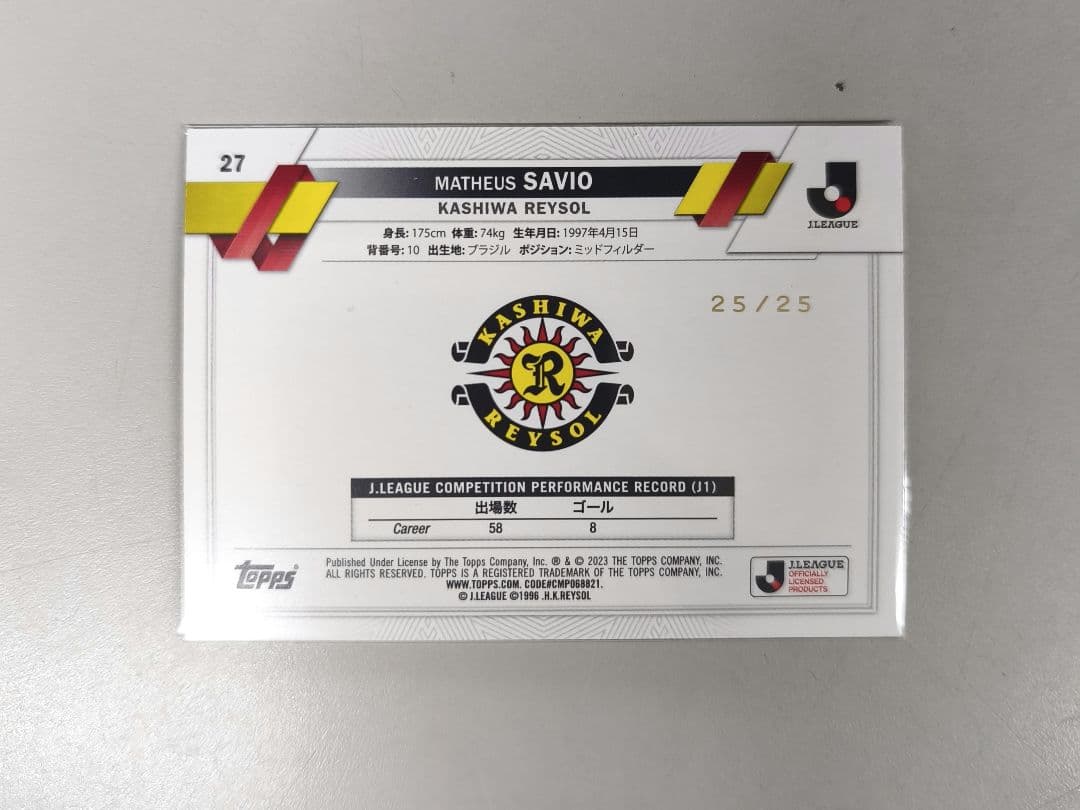 27
MATHEUS SAVIO
KASHIWA REYSOL
J.LEAGUE
身長: 175cm 体重: 74kg 生年月日: 1997年4月15日
背番号: 10 出生地: ブラジル ポジション: ミッドフィルダー
25/25
KASHIWA
R
REYSOL
J.LEAGUE COMPETITION PERFORMANCE RECORD (J1)
出場数 ゴール
Career 58 8
Topps
Published Under License by The Topps Company, Inc. ® & © 2023 THE TOPPS COMPANY, INC.
ALL RIGHTS RESERVED. TOPPS IS A REGISTERED TRADEMARK OF THE TOPPS COMPANY, INC.
WWW.TOPPS.COM. CODE#CMP068821.
© J.LEAGUE ©1996 .H.K.REYSOL
J.LEAGUE
OFFICIALLY
LICENSED
PRODUCTS